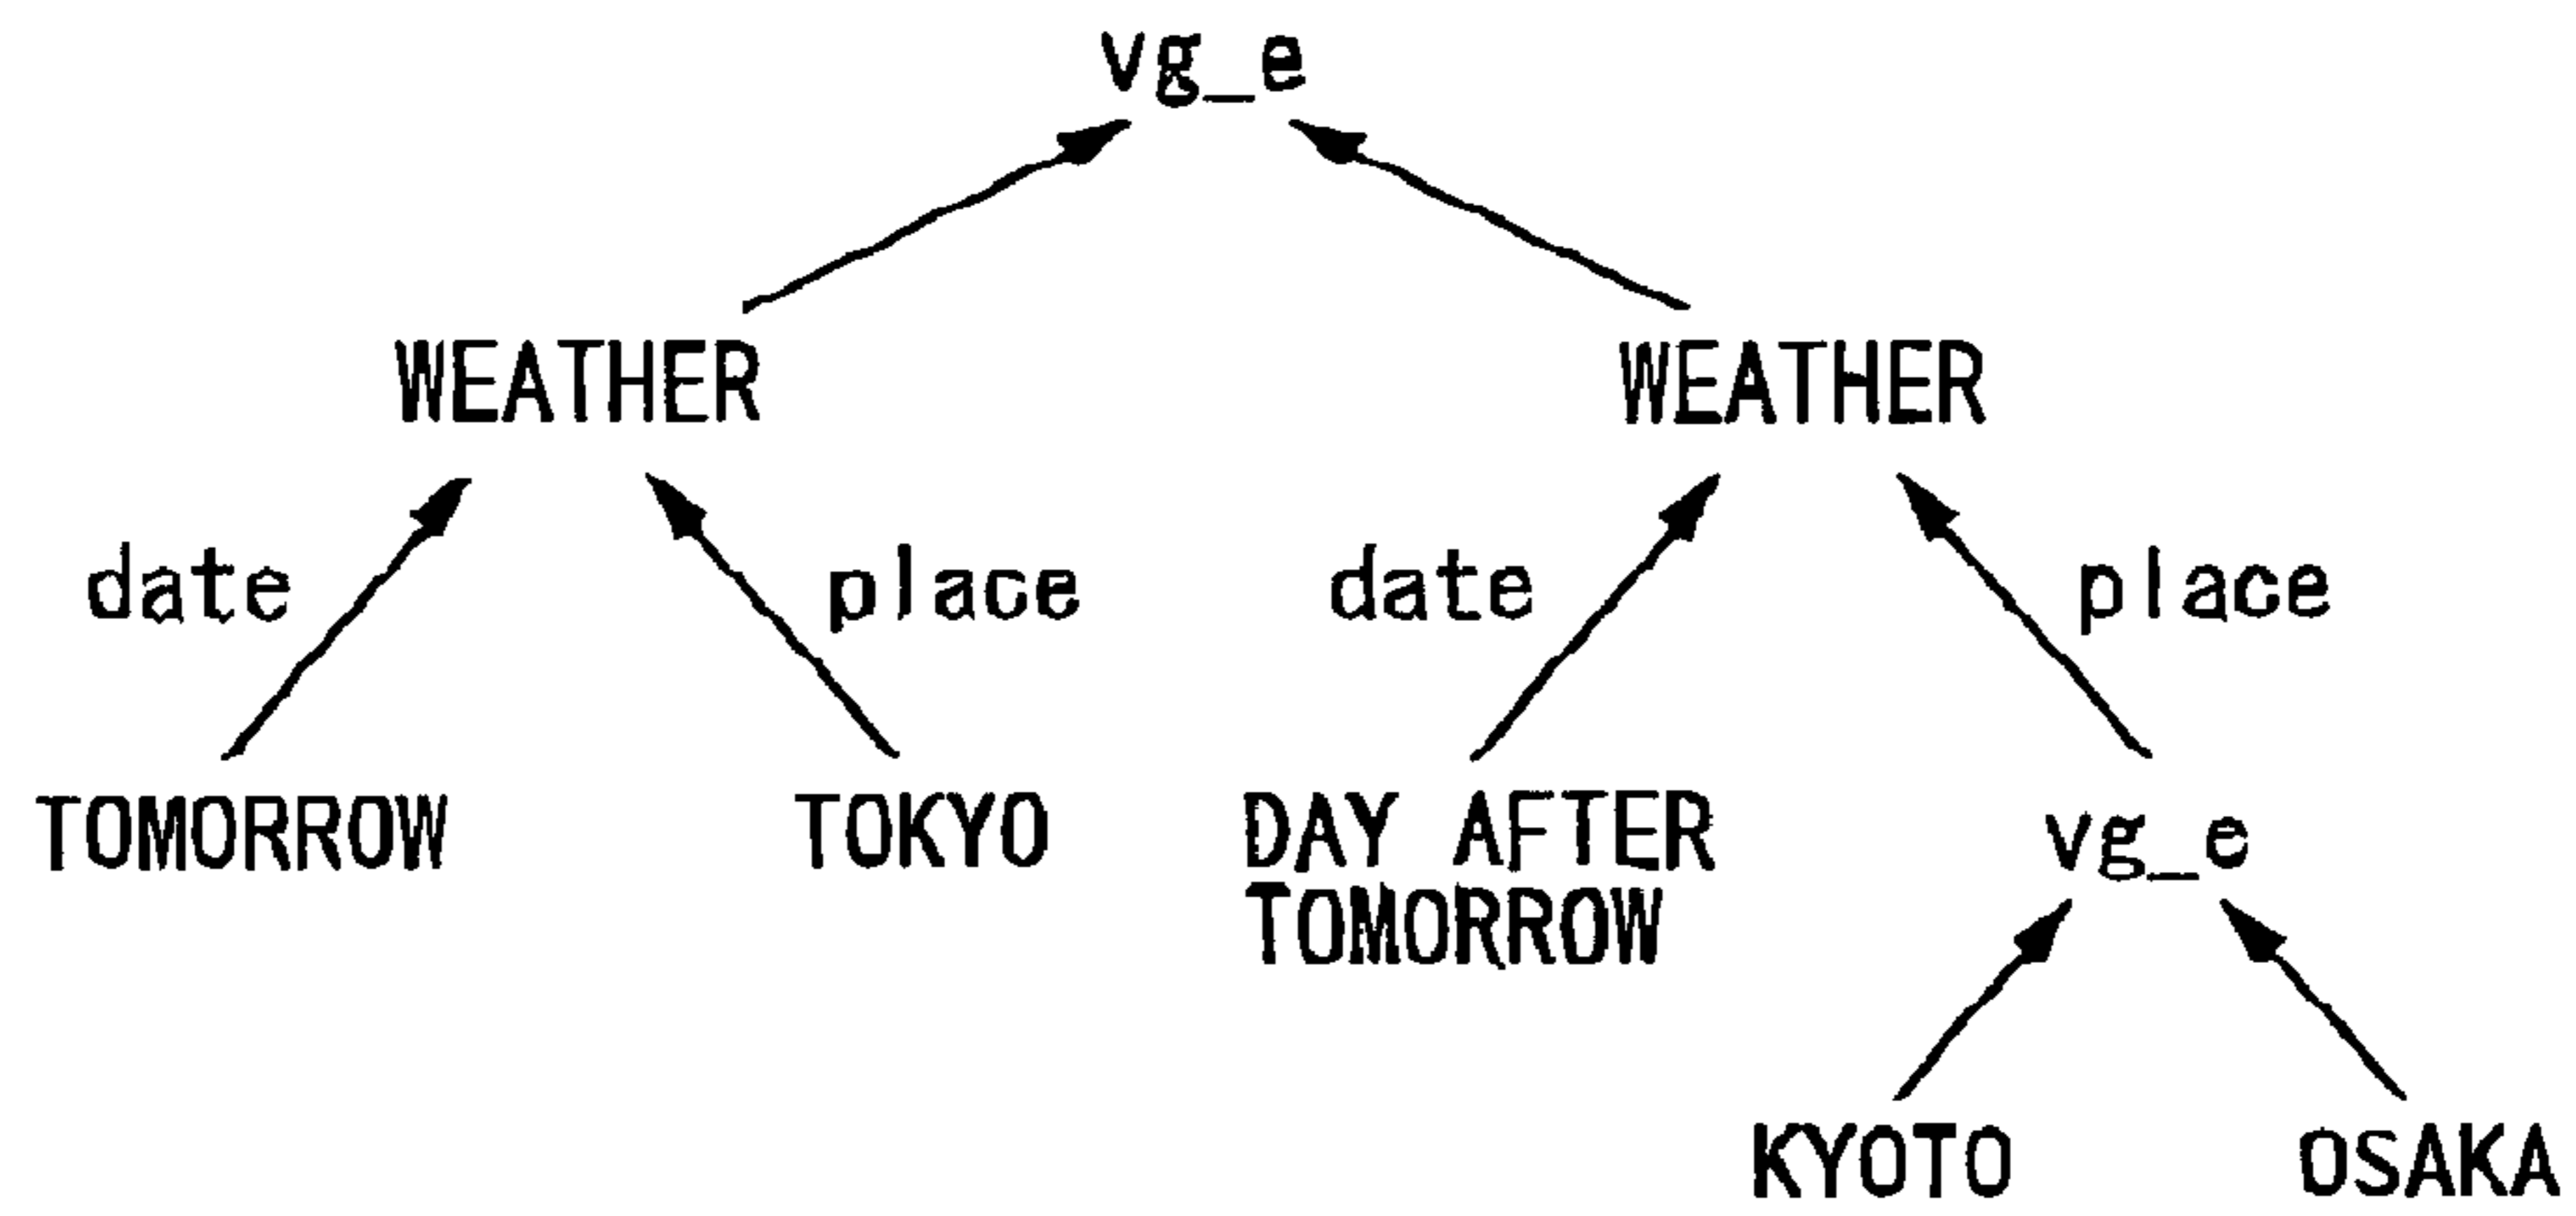 vg_e
WEATHER WEATHER
date place date place
TOMORROW TOKYO DAY AFTER vg_e
TOMORROW
KYOTO OSAKA